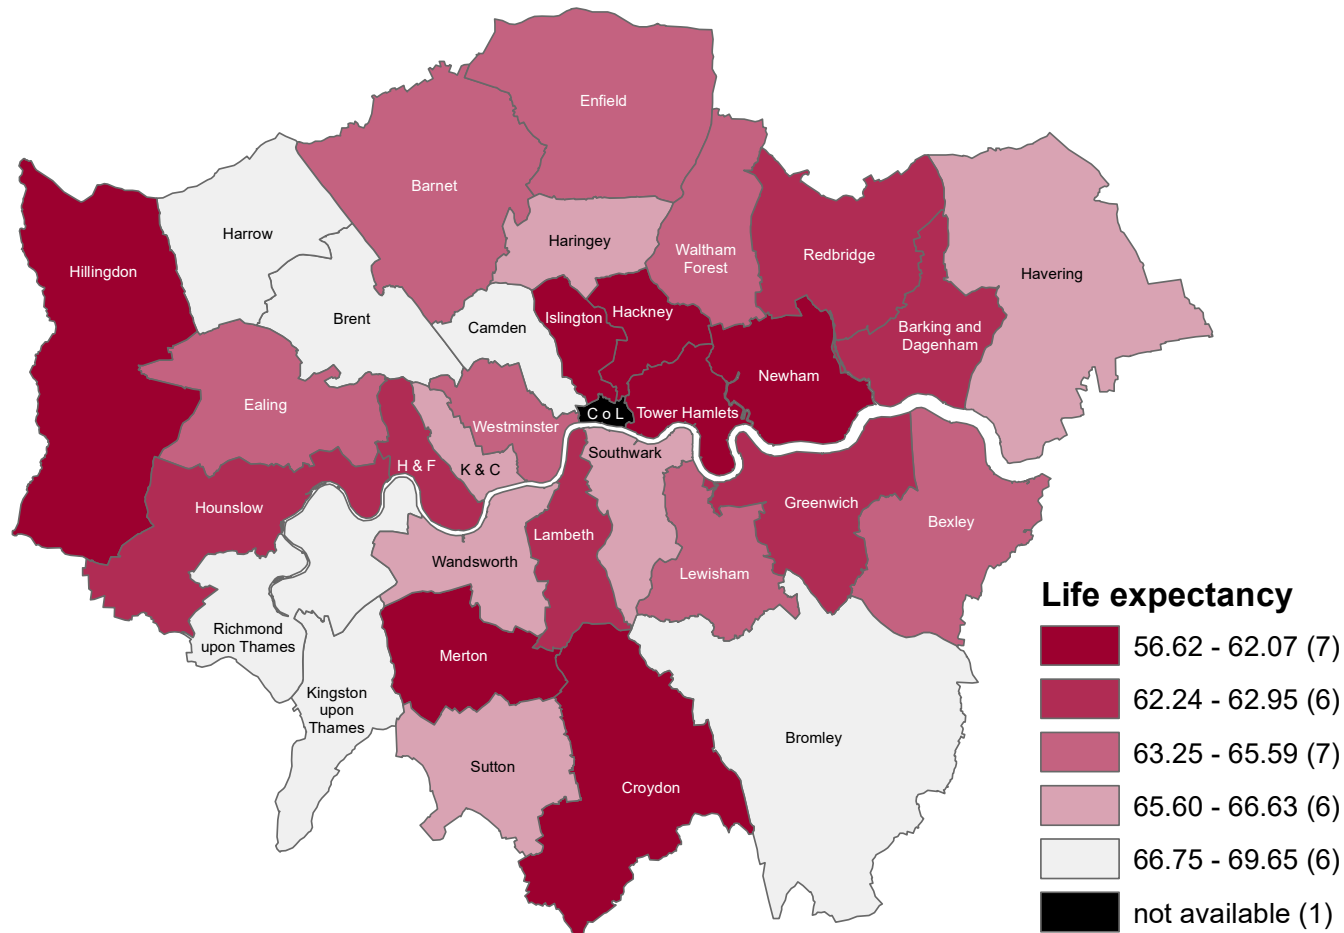 Enfield
Barnet
Harrow
Haringey
Waltham
Forest
Redbridge
Havering
Hillingdon
Brent
Camden
Islington
Hackney
Barking and
Dagenham
Newham
Ealing
Westminster
C o L
Tower Hamlets
H & F
K & C
Southwark
Hounslow
Greenwich
Bexley
Lambeth
Wandsworth
Lewisham
Richmond
upon Thames
Merton
Kingston
upon
Thames
Sutton
Croydon
Bromley
Life expectancy
56.62 - 62.07 (7)
62.24 - 62.95 (6)
63.25 - 65.59 (7)
65.60 - 66.63 (6)
66.75 - 69.65 (6)
not available (1)